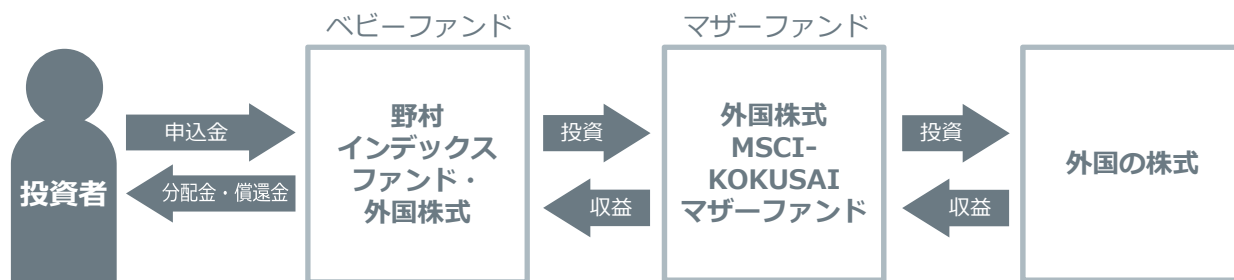 ベビーファンド
マザーファンド
投資者
申込金
分配金・償還金
野村
インデックス
ファンド・
外国株式
投資
収益
外国株式
MSCI-
KOKUSAI
マザーファンド
投資
収益
外国の株式